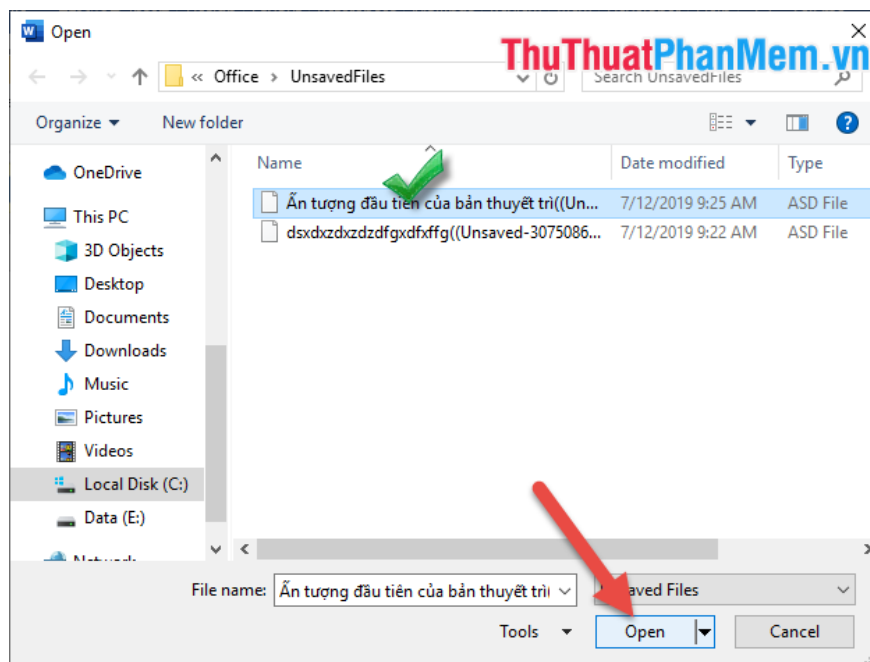 Open
ThuThuatPhanMem.vn
« Office > UnsavedFiles
Search UnsavedFiles
Organize
New folder
Name
Date modified
Type
OneDrive
This PC
3D Objects
Desktop
Documents
Downloads
Music
Pictures
Videos
Local Disk (C:)
Data (E:)
Network
Ấn tượng đầu tiên của bản thuyết trì((Un... 7/12/2019 9:25 AM ASD File
dsxdxzdxzdzdfgxdfxffg((Unsaved-3075086... 7/12/2019 9:22 AM ASD File
File name: Ấn tượng đầu tiên của bản thuyết trì(
Files
Tools
Open
Cancel